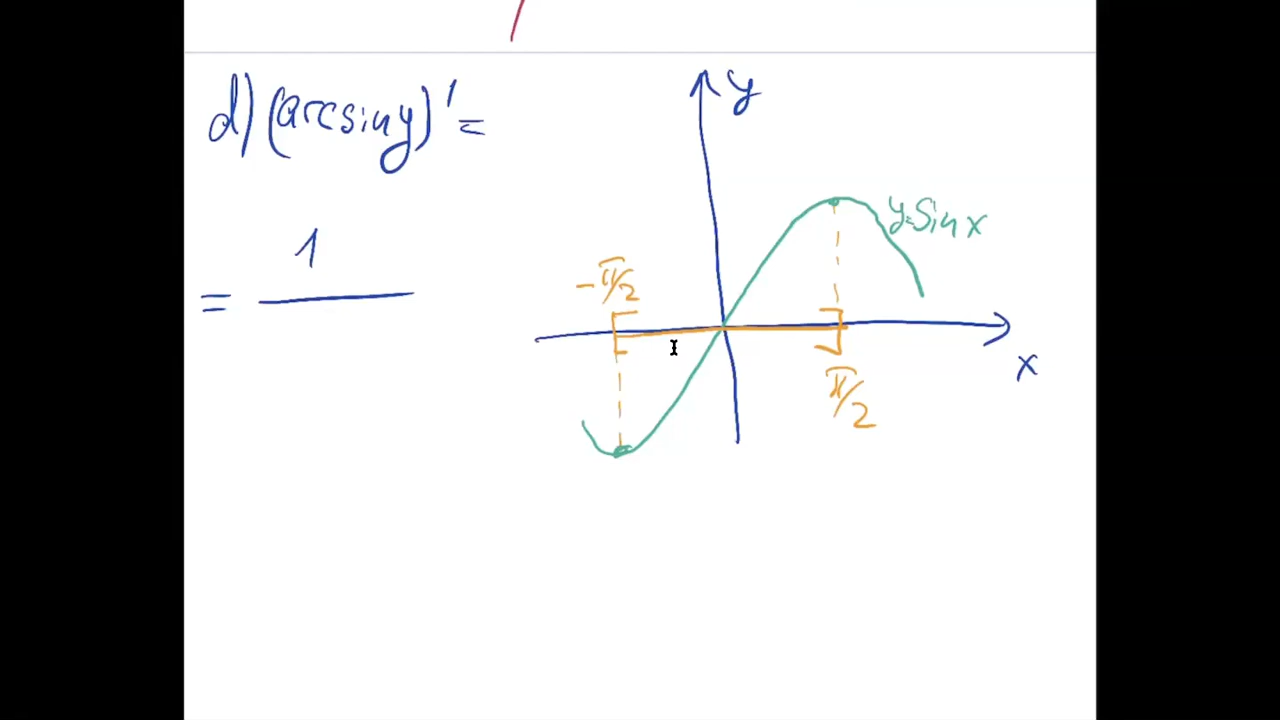 d) (arcsin y)' =
= 1/
y
y=sin x
-π/2
π/2
x